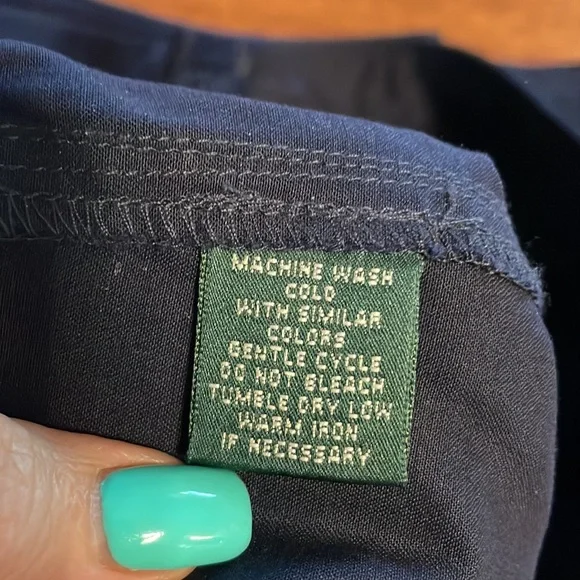 MACHINE WASH
COLD
WITH SIMILAR
COLORS
GENTLE CYCLE
DO NOT BLEACH
TUMBLE DRY LOW
WARM IRON
IF NECESSARY